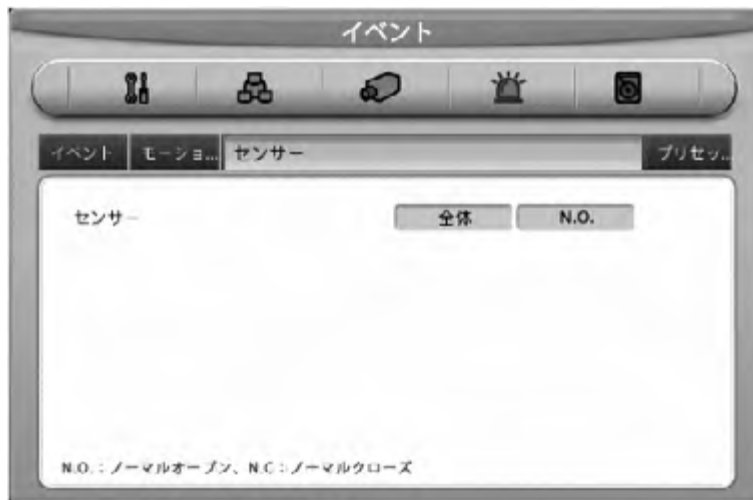 イベント
イベント モーショ... センサー プリセッ...
センサー 全体 N.O.
N.O.：ノーマルオープン、N.C：ノーマルクローズ